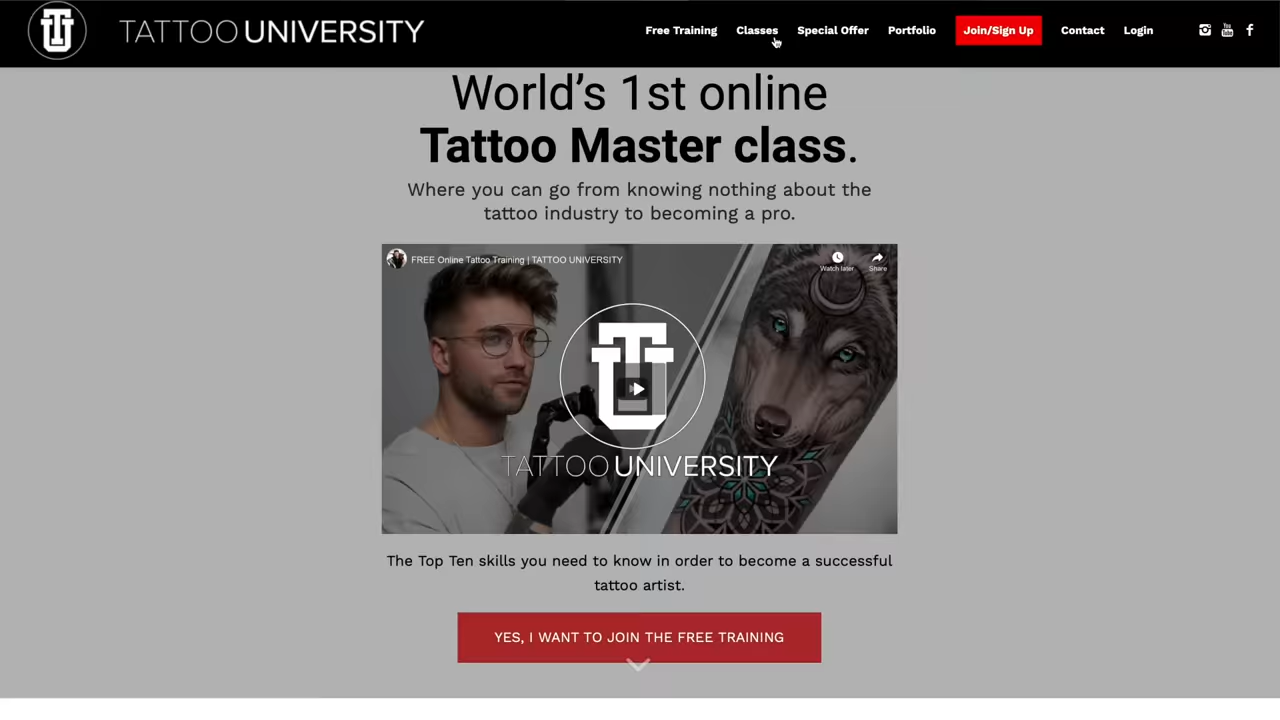 TATTOO UNIVERSITY
Free Training
Classes
Special Offer
Portfolio
Join/Sign Up
Contact
Login
World’s 1st online
Tattoo Master class.
Where you can go from knowing nothing about the
tattoo industry to becoming a pro.
FREE Online Tattoo Training | TATTOO UNIVERSITY
Watch later
Share
TATTOO UNIVERSITY
The Top Ten skills you need to know in order to become a successful
tattoo artist.
YES, I WANT TO JOIN THE FREE TRAINING